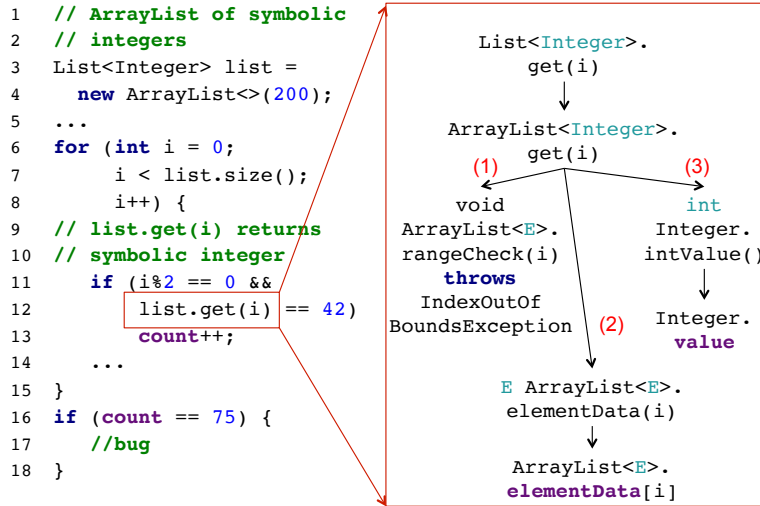 1 // ArrayList of symbolic
2 // integers
3 List<Integer> list =
4 new ArrayList<>(200);
5 ...
6 for (int i = 0;
7 i < list.size();
8 i++) {
9 // list.get(i) returns
10 // symbolic integer
11 if (i%2 == 0 &&
12 list.get(i) == 42)
13 count++;
14 ...
15 }
16 if (count == 75) {
17 //bug
18 }
List<Integer>.
get(i)
ArrayList<Integer>.
get(i)
(1)
void
ArrayList<E>.
rangeCheck(i)
throws
IndexOutOf
BoundsException
(2)
E ArrayList<E>.
elementData(i)
ArrayList<E>.
elementData[i]
(3)
int
Integer.
intValue()
Integer.
value